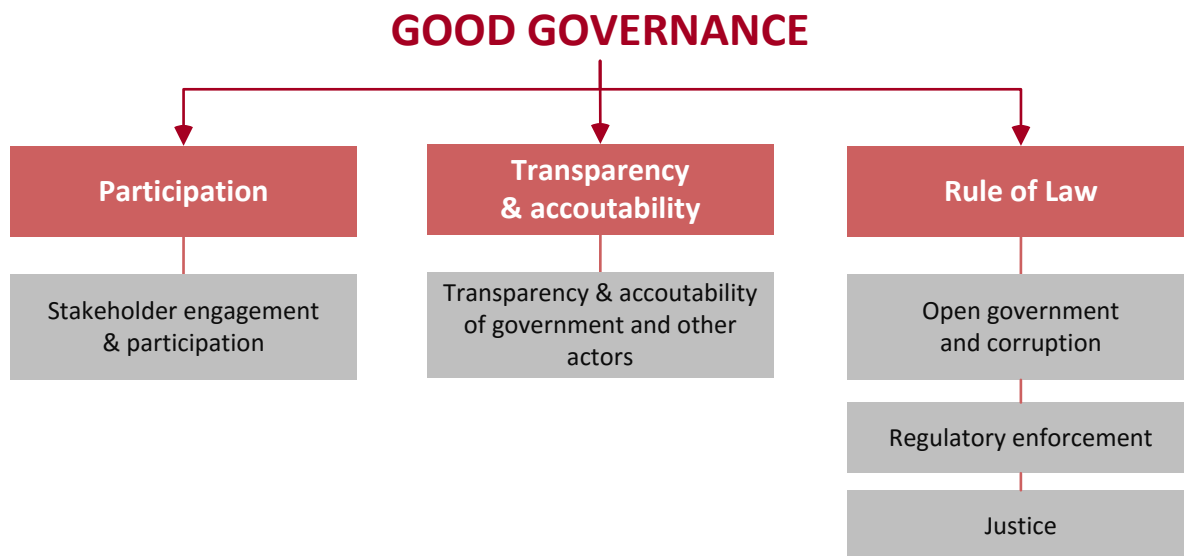 GOOD GOVERNANCE
Participation
Stakeholder engagement
& participation
Transparency
& accoutability
Transparency & accoutability
of government and other
actors
Rule of Law
Open government
and corruption
Regulatory enforcement
Justice